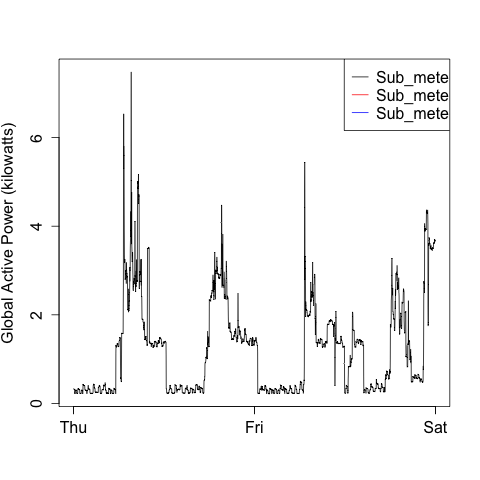 Sub_mete
Sub_mete
Sub_mete
Global Active Power (kilowatts)
6
4
2
0
Thu Fri Sat